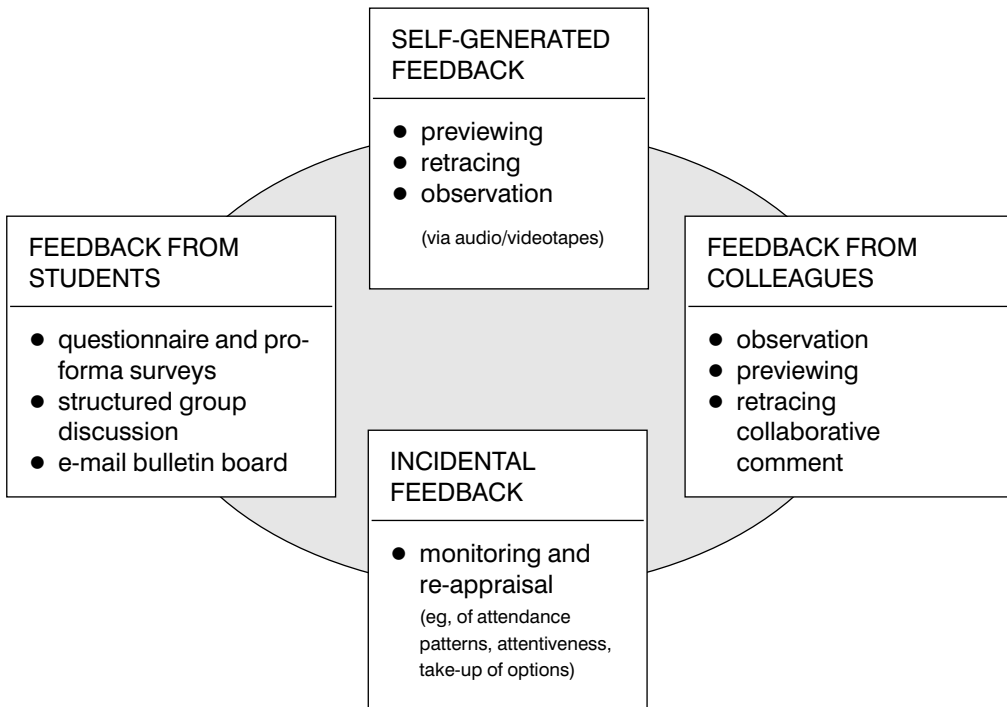 SELF-GENERATED
FEEDBACK
● previewing
● retracing
● observation
(via audio/videotapes)
FEEDBACK FROM
STUDENTS
● questionnaire and pro-
forma surveys
● structured group
discussion
● e-mail bulletin board
FEEDBACK FROM
COLLEAGUES
● observation
● previewing
● retracing
collaborative
comment
INCIDENTAL
FEEDBACK
● monitoring and
re-appraisal
(eg, of attendance
patterns, attentiveness,
take-up of options)